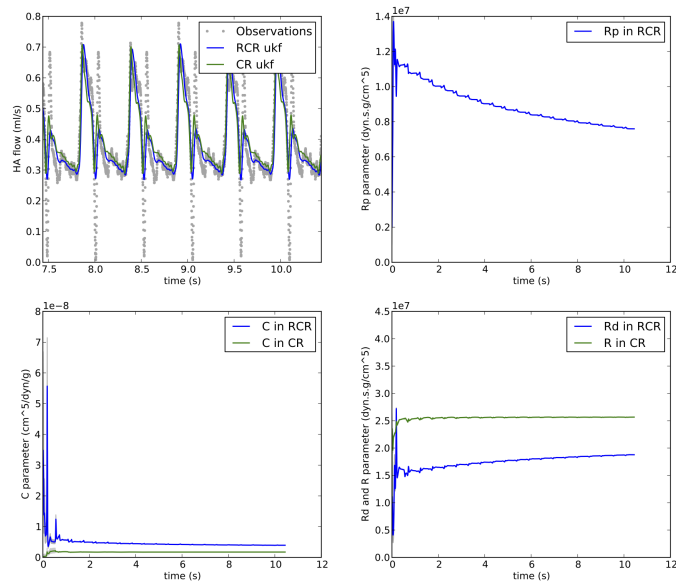 0.8
0.7
0.6
0.5
0.4
0.3
0.2
0.1
0.0
HA flow (ml/s)
7.5 8.0 8.5 9.0 9.5 10.0
time (s)
Observations
RCR ukf
CR ukf
1e7
1.4
1.2
1.0
0.8
0.6
0.4
0.2
0.0
Rp parameter (dyn.s.g/cm^5)
0 2 4 6 8 10 12
time (s)
Rp in RCR
1e−8
8
7
6
5
4
3
2
1
0
C parameter (cm^5/dyn/g)
0 2 4 6 8 10 12
time (s)
C in RCR
C in CR
1e7
4.5
4.0
3.5
3.0
2.5
2.0
1.5
1.0
0.5
0.0
Rd and R parameter (dyn.s.g/cm^5)
0 2 4 6 8 10 12
time (s)
Rd in RCR
R in CR